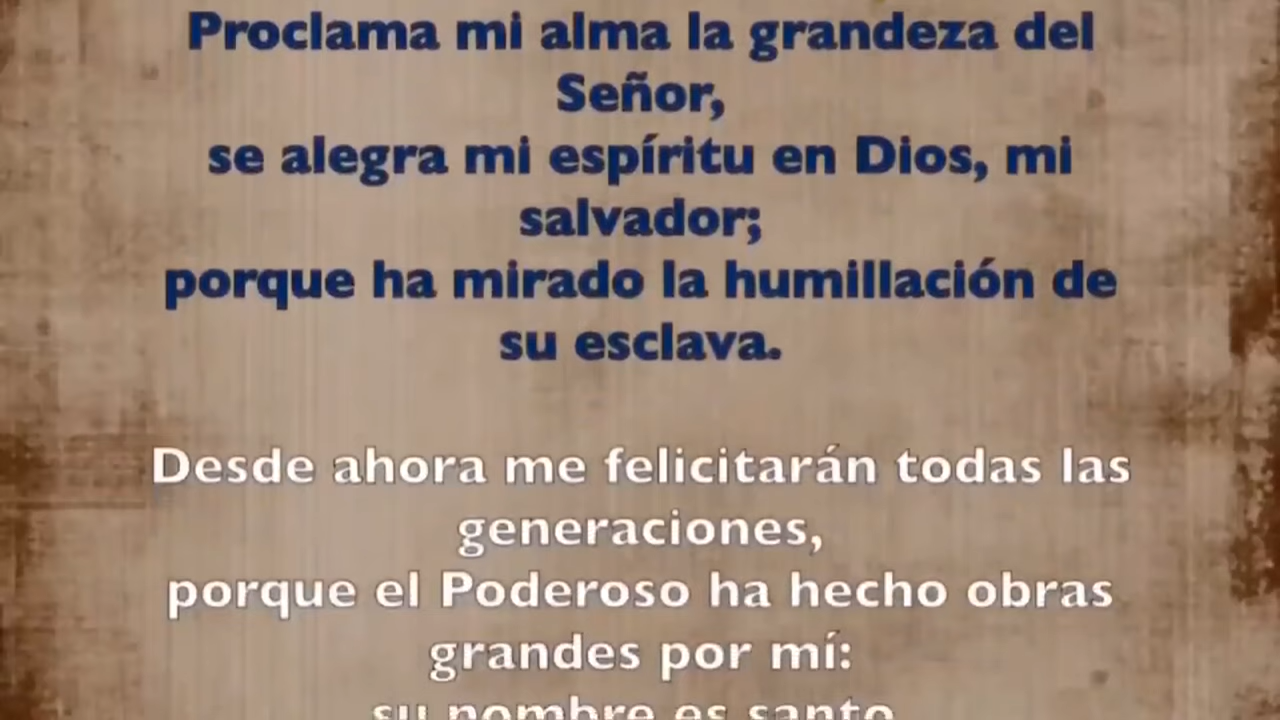 Proclama mi alma la grandeza del
Señor,
se alegra mi espíritu en Dios, mi
salvador;
porque ha mirado la humillación de
su esclava.
Desde ahora me felicitarán todas las
generaciones,
porque el Poderoso ha hecho obras
grandes por mí:
su nombre es santo